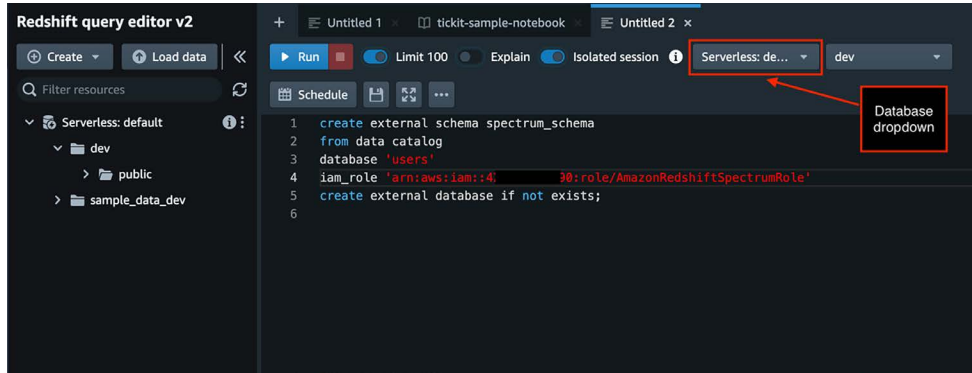 Redshift query editor v2
+ Untitled 1 × tickit-sample-notebook × Untitled 2 ×
Create Load data
Run Limit 100 Explain Isolated session Serverless: de... dev
Filter resources
Schedule
Database
dropdown
Serverless: default
dev
public
sample_data_dev
1 create external schema spectrum_schema
2 from data catalog
3 database 'users'
4 iam_role 'arn:aws:iam::4 90:role/AmazonRedshiftSpectrumRole'
5 create external database if not exists;
6